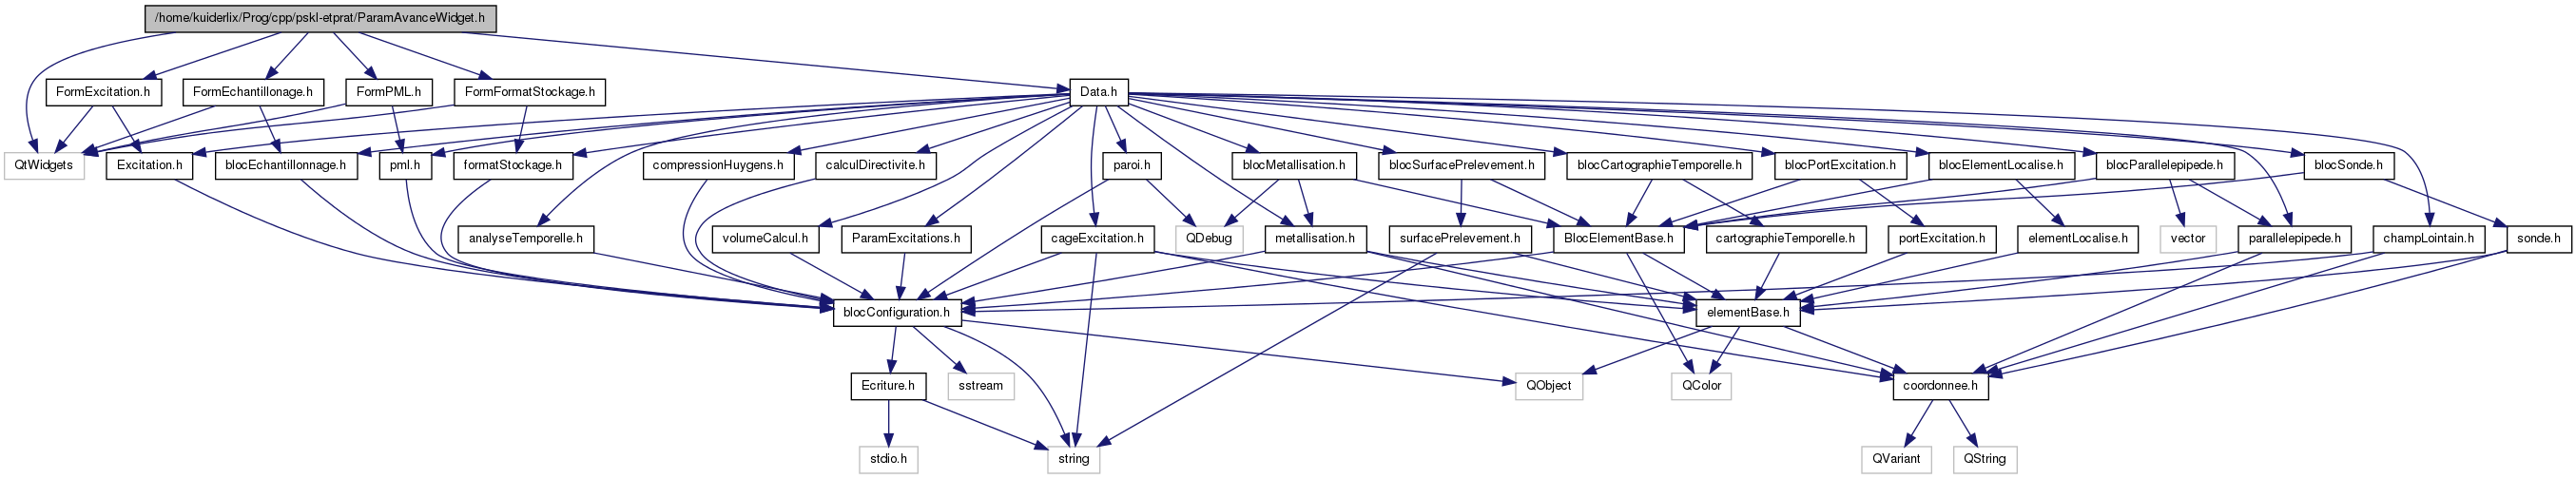 /home/kuiderlix/Prog/cpp/pskl-etprat/ParamAvanceWidget.h
FormExcitation.h
FormEchantillonage.h
FormPML.h
FormFormatStockage.h
Data.h
QtWidgets
Excitation.h
blocEchantillonnage.h
pml.h
formatStockage.h
compressionHuygens.h
calculDirectivite.h
paroi.h
blocMetallisation.h
blocSurfacePrelevement.h
blocCartographieTemporelle.h
blocPortExcitation.h
blocElementLocalise.h
blocParallelepipede.h
blocSonde.h
analyseTemporelle.h
volumeCalcul.h
ParamExcitations.h
cageExcitation.h
QDebug
metallisation.h
surfacePrelevement.h
BlocElementBase.h
cartographieTemporelle.h
portExcitation.h
elementLocalise.h
vector
parallelepipede.h
champLointain.h
sonde.h
blocConfiguration.h
elementBase.h
Ecriture.h
sstream
QObject
QColor
coordonnee.h
stdio.h
string
QVariant
QString